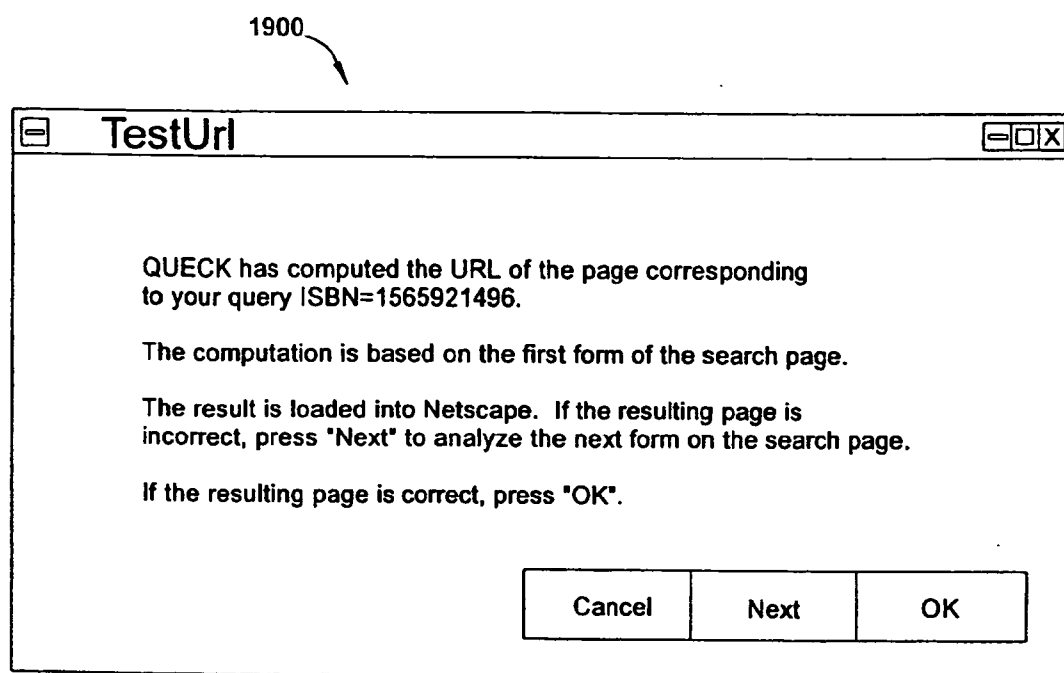 1900
TestUrl
QUECK has computed the URL of the page corresponding
to your query ISBN=1565921496.
The computation is based on the first form of the search page.
The result is loaded into Netscape. If the resulting page is
incorrect, press "Next" to analyze the next form on the search page.
If the resulting page is correct, press "OK".
Cancel Next OK